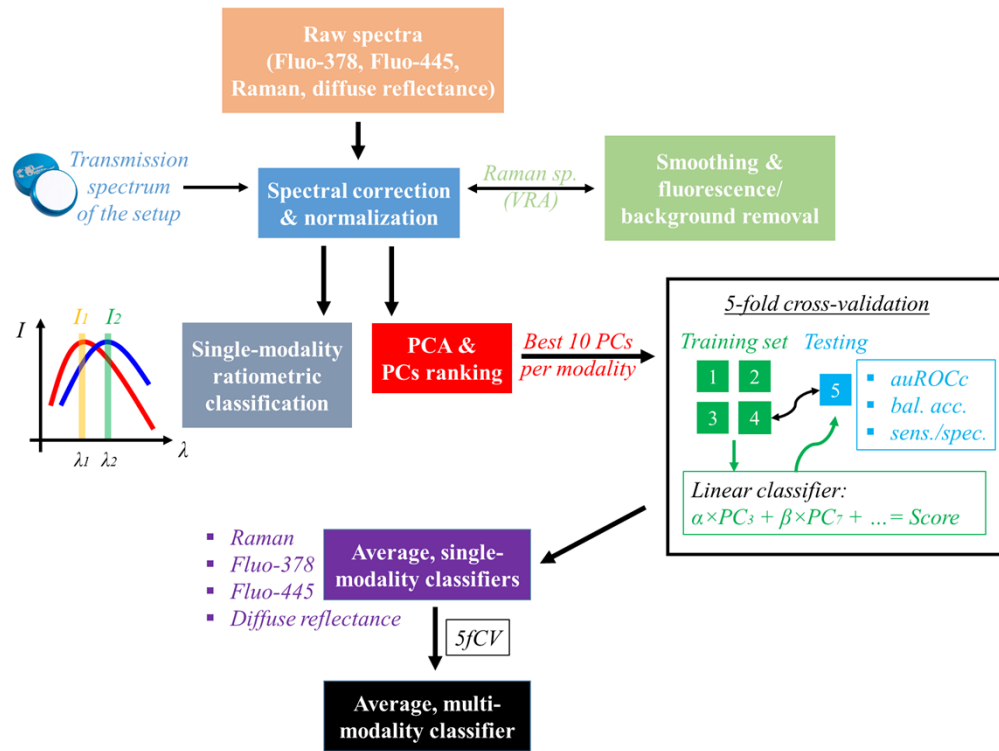 Raw spectra
(Fluo-378, Fluo-445,
Raman, diffuse reflectance)
Transmission
spectrum
of the setup
Spectral correction
& normalization
Raman sp.
(VRA)
Smoothing &
fluorescence/
background removal
I
I1
I2
λ1
λ2
λ
Single-modality
ratiometric
classification
PCA &
PCs ranking
Best 10 PCs
per modality
5-fold cross-validation
Training set
Testing
1
2
3
4
5
▪ auROCc
▪ bal. acc.
▪ sens./spec.
Linear classifier:
α×PC3 + β×PC7 + …= Score
▪ Raman
▪ Fluo-378
▪ Fluo-445
▪ Diffuse reflectance
Average, single-
modality classifiers
5fCV
Average, multi-
modality classifier